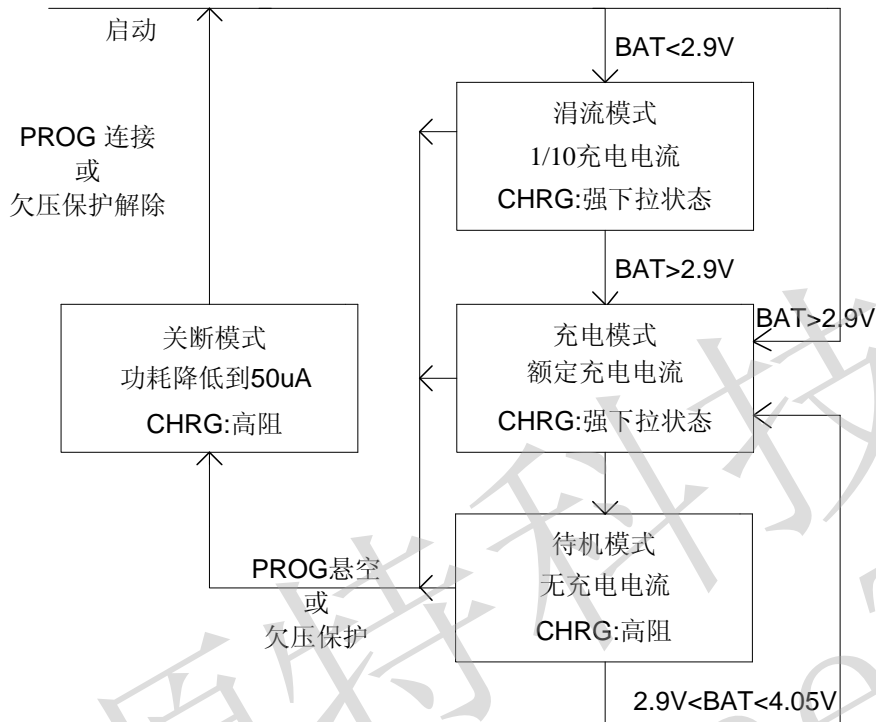 启动
BAT<2.9V
PROG 连接
或
欠压保护解除
涓流模式
1/10充电电流
CHRG:强下拉状态
BAT>2.9V
BAT>2.9V
关断模式
功耗降低到50uA
CHRG:高阻
充电模式
额定充电电流
CHRG:强下拉状态
PROG悬空
或
欠压保护
待机模式
无充电电流
CHRG:高阻
2.9V<BAT<4.05V
特科技